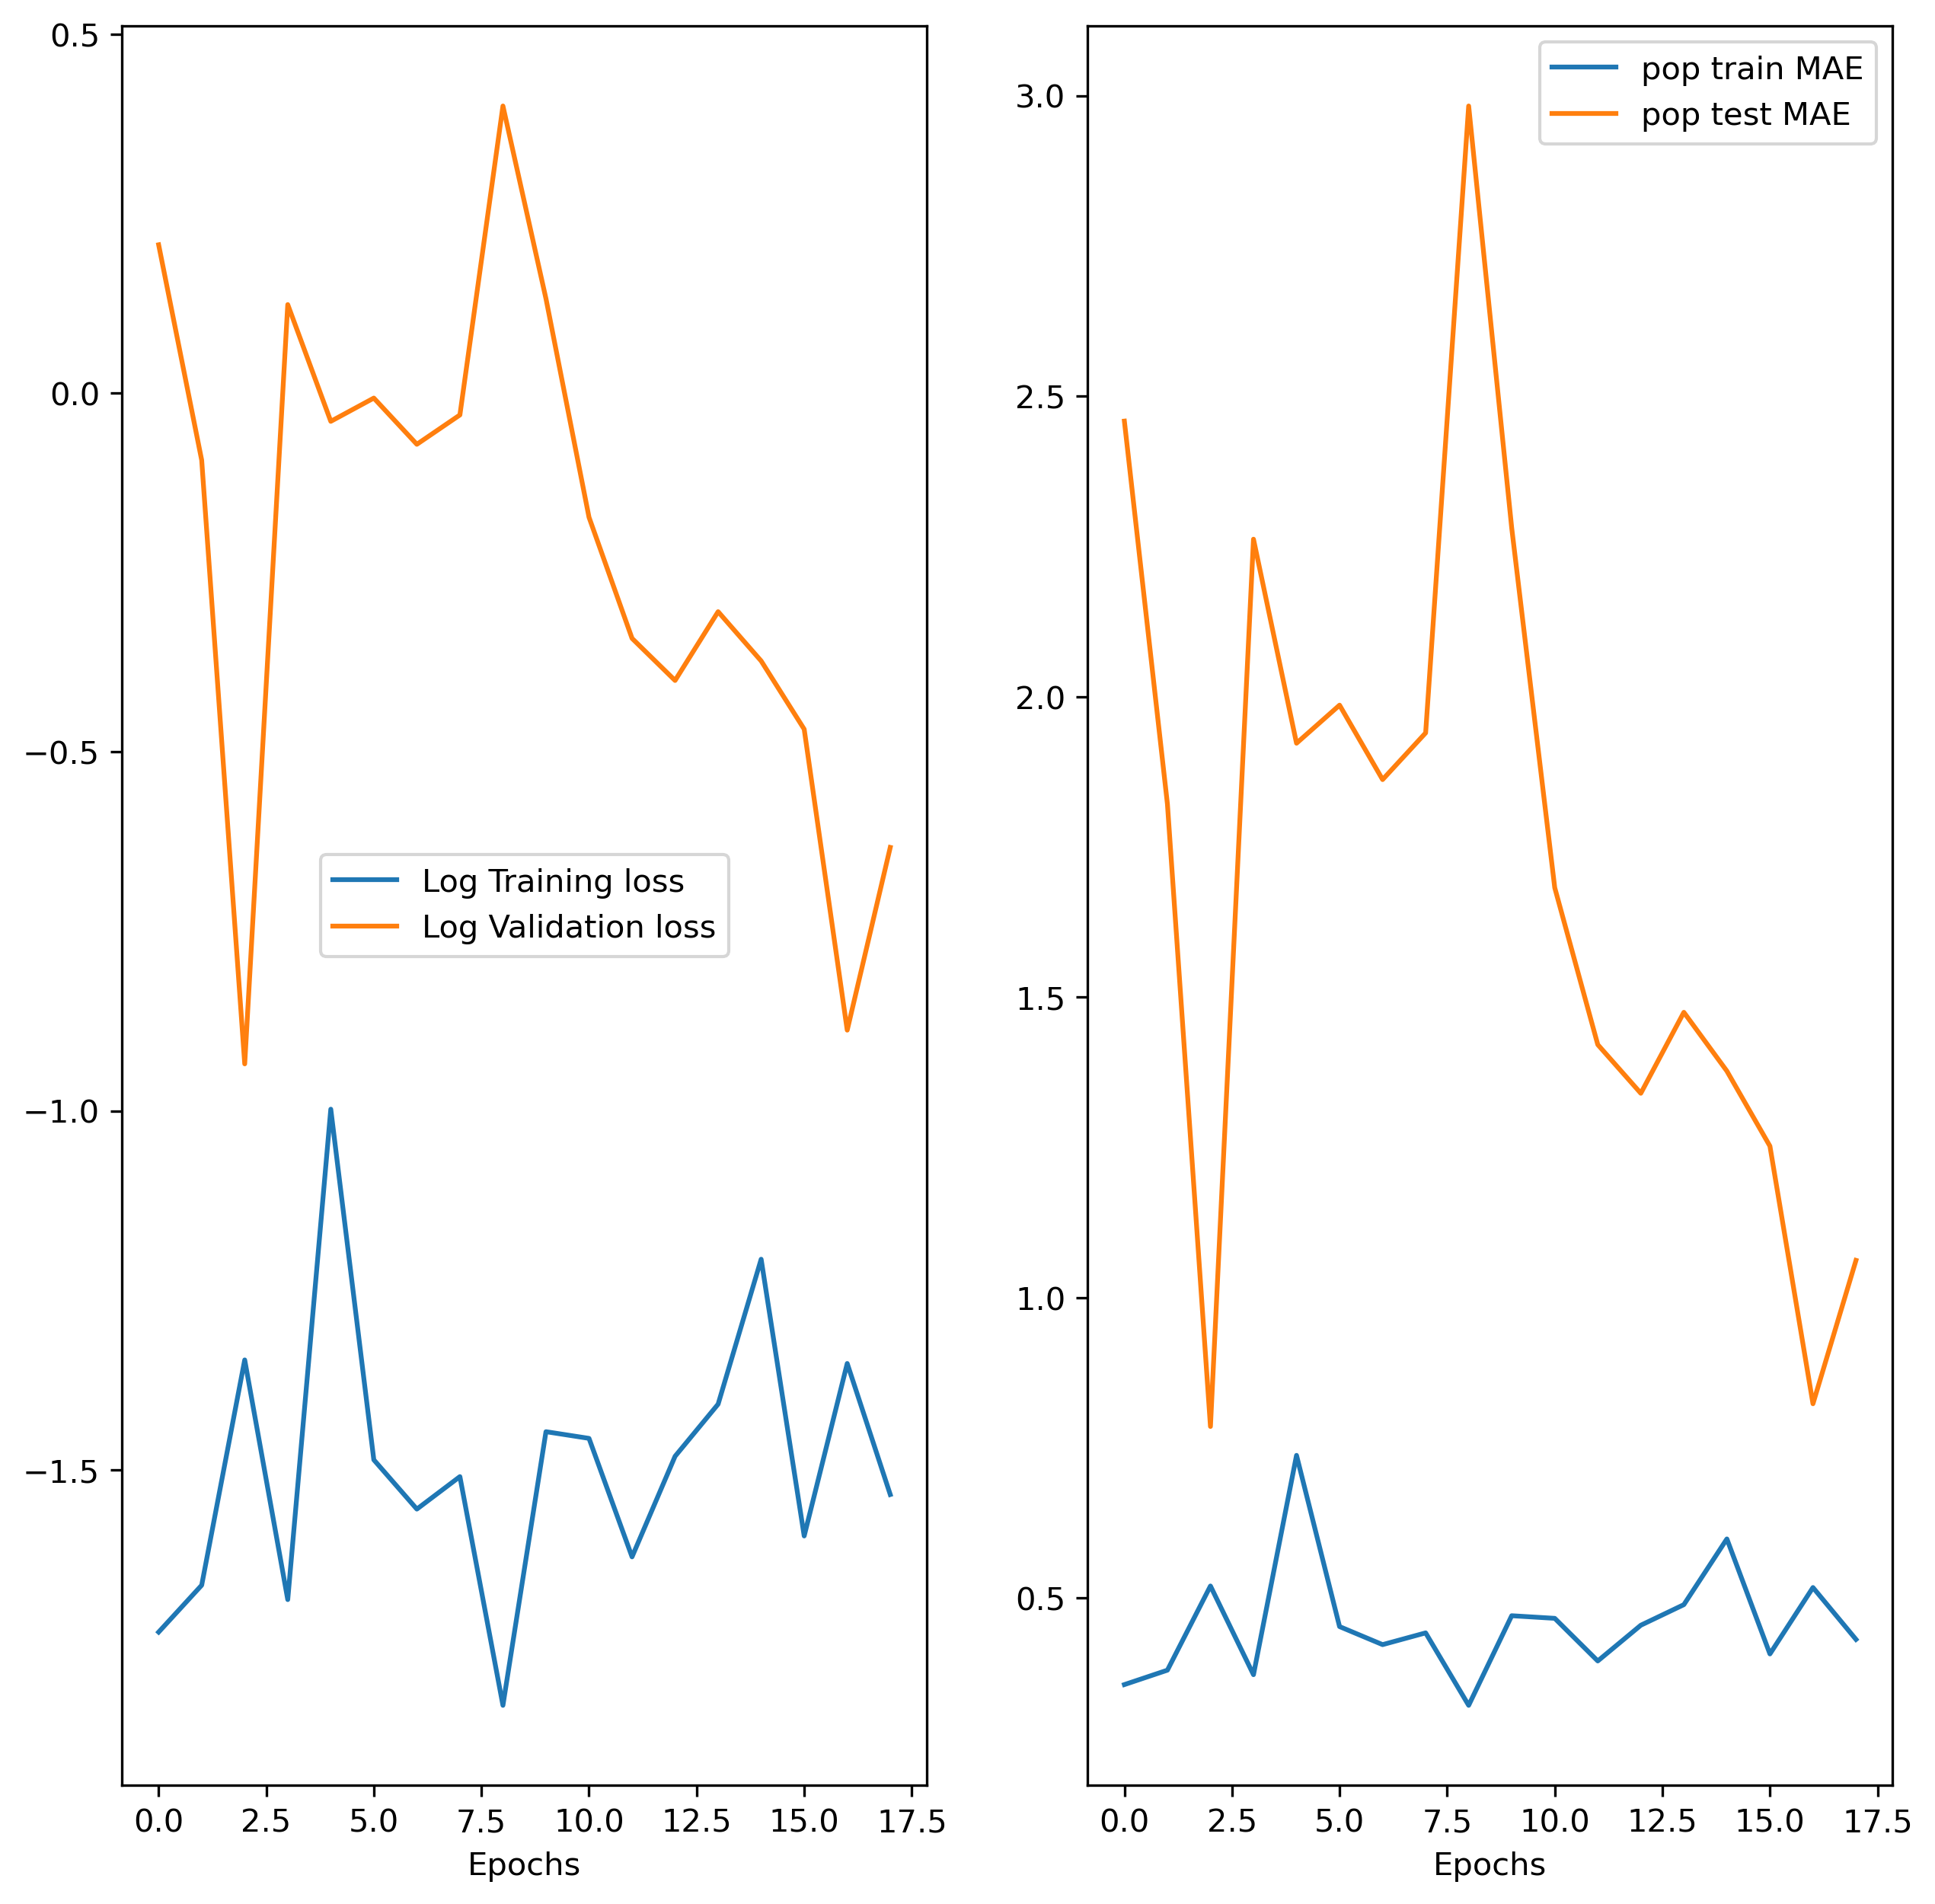 0.5
0.0
−0.5
−1.0
−1.5
Log Training loss
Log Validation loss
0.0 2.5 5.0 7.5 10.0 12.5 15.0 17.5
Epochs
3.0
2.5
2.0
1.5
1.0
0.5
pop train MAE
pop test MAE
0.0 2.5 5.0 7.5 10.0 12.5 15.0 17.5
Epochs